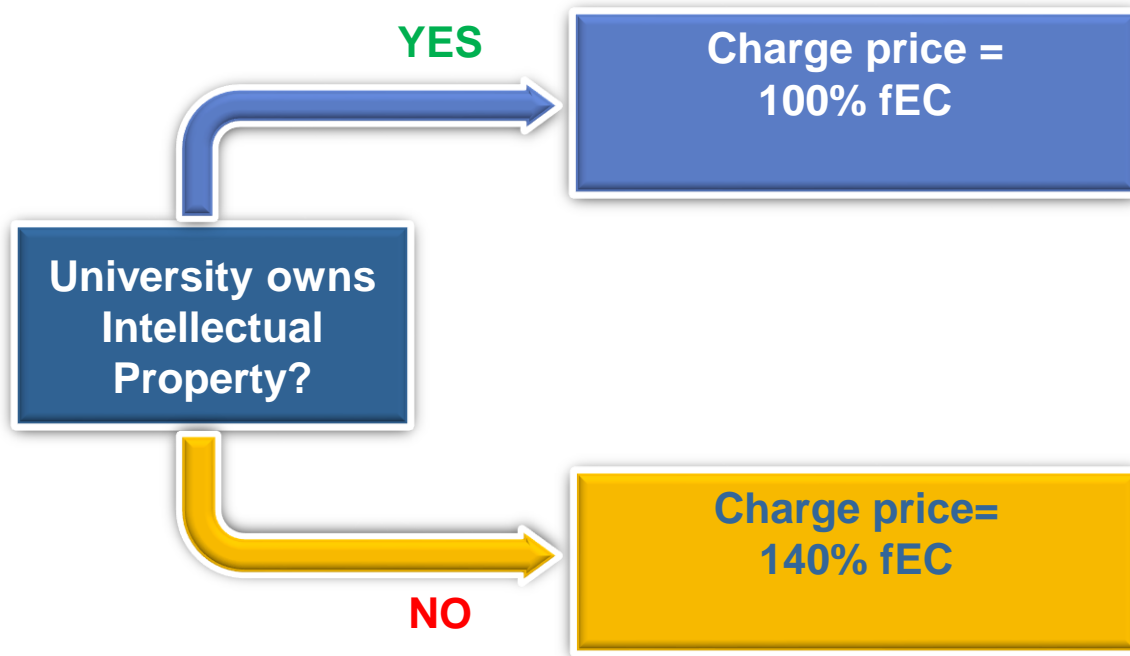 YES
Charge price =
100% fEC
University owns
Intellectual
Property?
Charge price=
140% fEC
NO